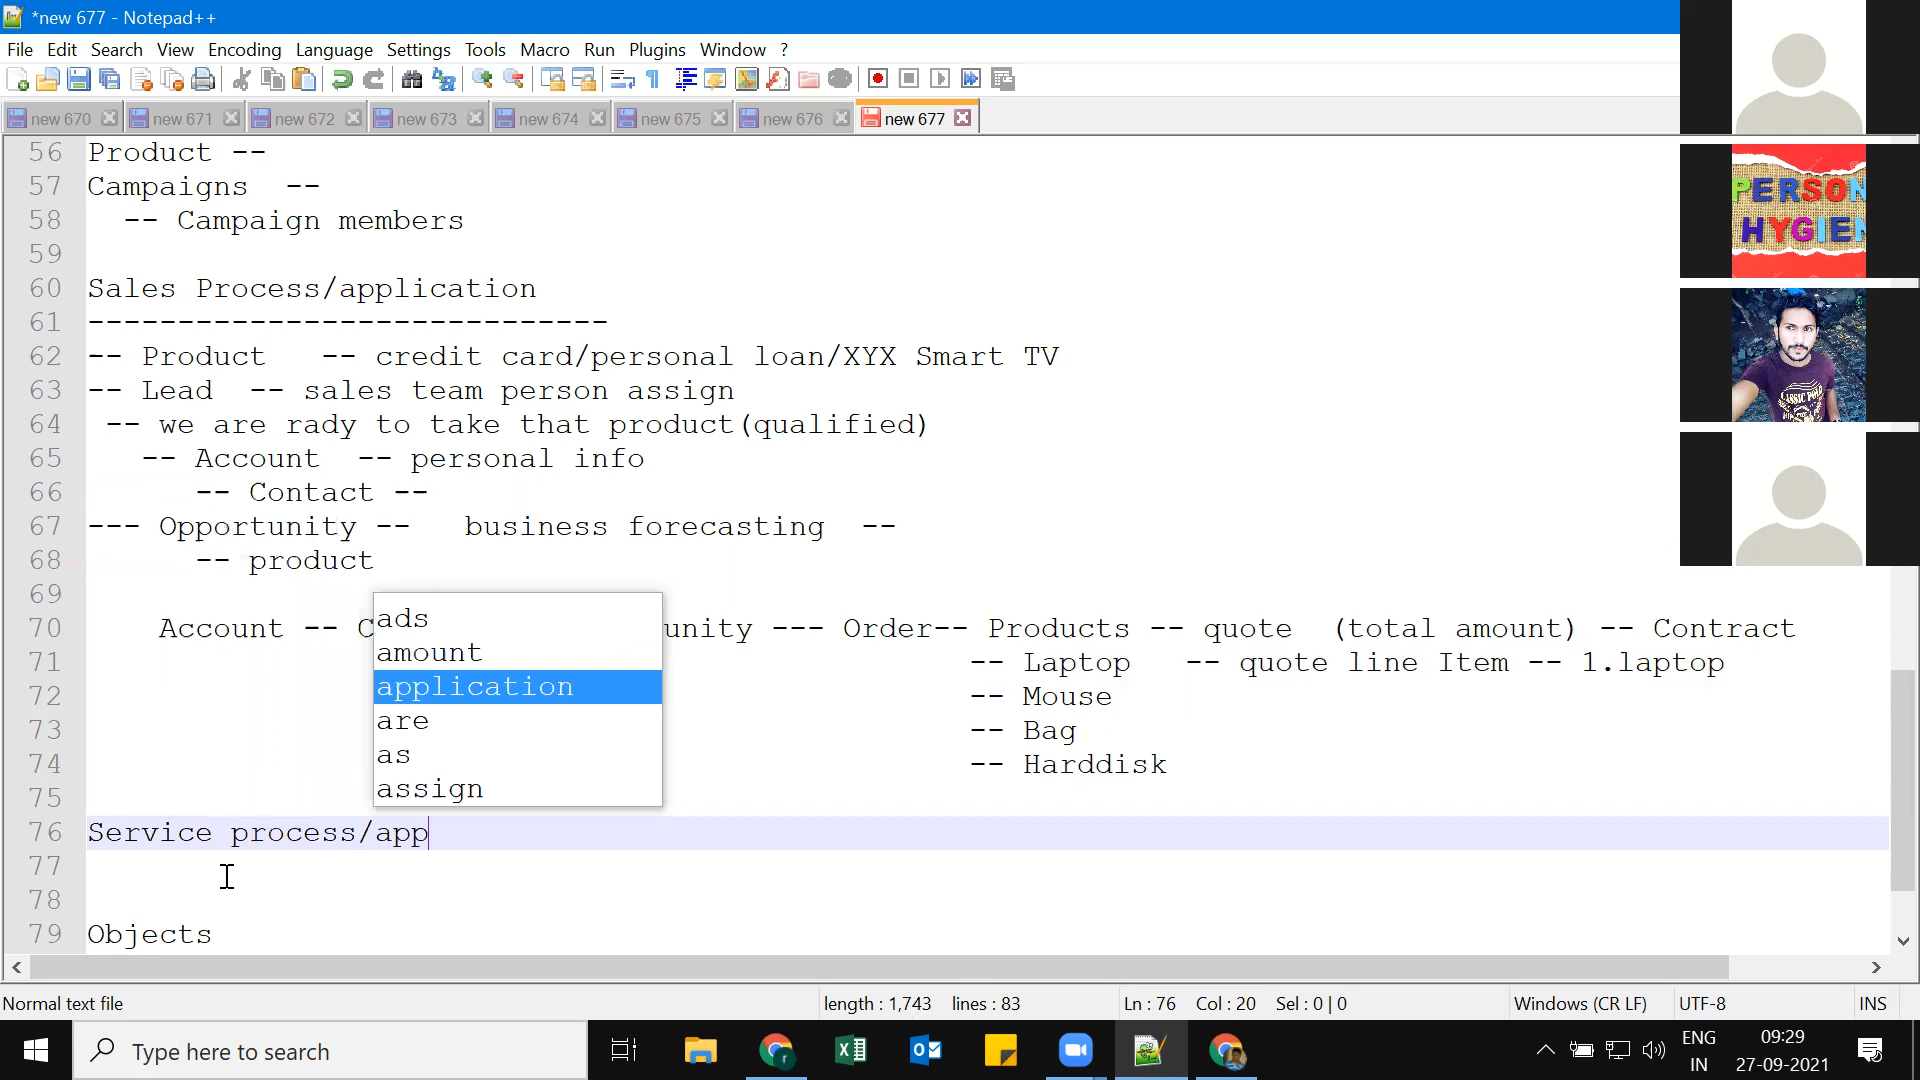 *new 677 - Notepad++
File Edit Search View Encoding Language Settings Tools Macro Run Plugins Window ?
new 670 new 671 new 672 new 673 new 674 new 675 new 676 new 677
56 Product --
57 Campaigns --
58 -- Campaign members
59
60 Sales Process/application
61 -----------------------------
62 -- Product -- credit card/personal loan/XYX Smart TV
63 -- Lead -- sales team person assign
64 -- we are rady to take that product(qualified)
65 -- Account -- personal info
66 -- Contact --
67 --- Opportunity -- business forecasting --
68 -- product
69
70 Account -- C unity --- Order-- Products -- quote (total amount) -- Contract
71 -- Laptop -- quote line Item -- 1.laptop
72 -- Mouse
73 -- Bag
74 -- Harddisk
75
76 Service process/app
77
78
79 Objects
ads
amount
application
are
as
assign
PERSON
HYGIEN
CLASSIC POLO
Normal text file length : 1,743 lines : 83 Ln : 76 Col : 20 Sel : 0 | 0 Windows (CR LF) UTF-8 INS
Type here to search
ENG
IN
09:29
27-09-2021